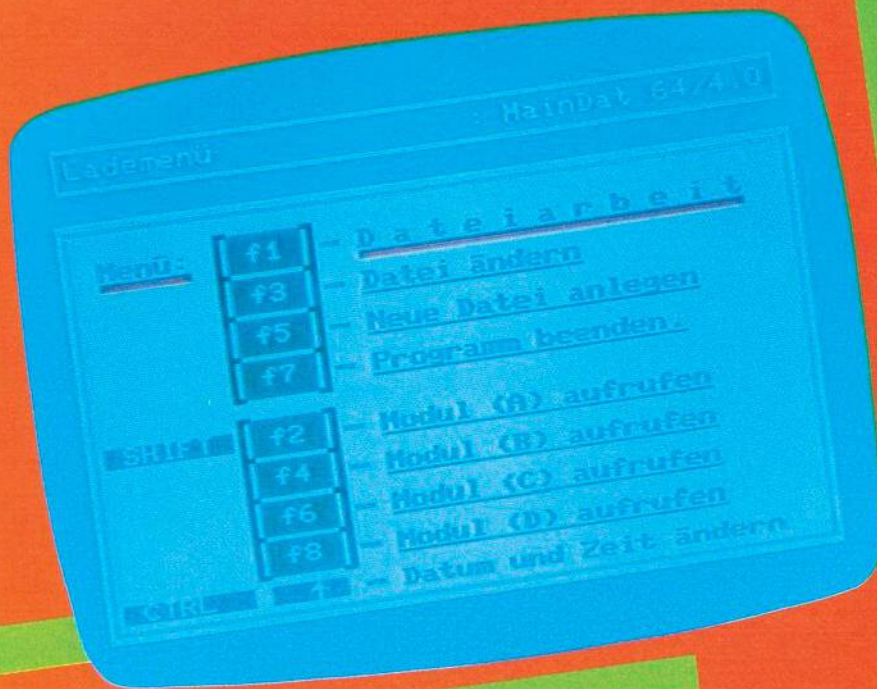 Lademenü : MainDat 64/4.0
Menü: f1 - D a t e i a r b e i t
f3 - Datei ändern
f5 - Neue Datei anlegen
f7 - Programm beenden.
SHIFT f2 - Modul (A) aufrufen
f4 - Modul (B) aufrufen
f6 - Modul (C) aufrufen
f8 - Modul (D) aufrufen
CTRL ↑ - Datum und Zeit ändern